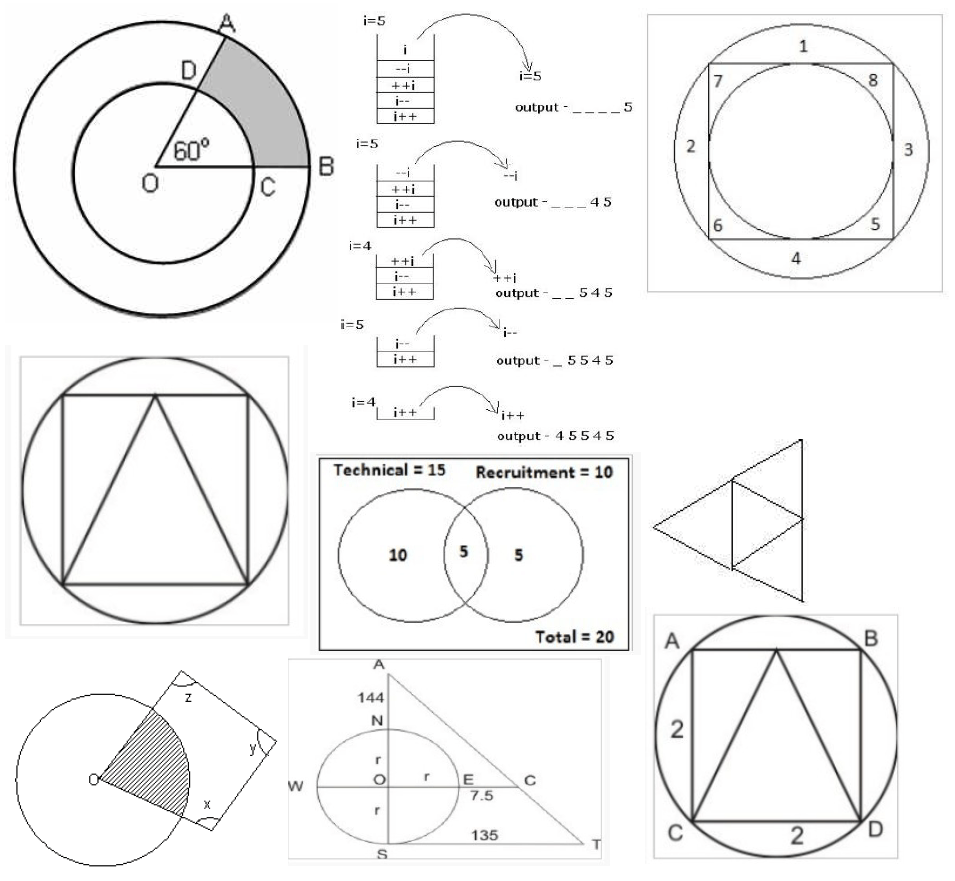 A
D
60°
O
C
B
i=5
i
--i
++i
i--
i++
i=5
output - _ _ _ _ 5
i=5
--i
++i
i--
i++
--i
output - _ _ _ 4 5
i=4
++i
i--
i++
++i
output - _ _ 5 4 5
i=5
i--
i++
i--
output - _ 5 5 4 5
i=4
i++
i++
output - 4 5 5 4 5
1
7
8
2
3
6
5
4
Technical = 15
Recruitment = 10
10
5
5
Total = 20
z
y
O
x
A
144
N
r
W
O
r
E
C
7.5
r
135
S
T
A
B
2
C
2
D